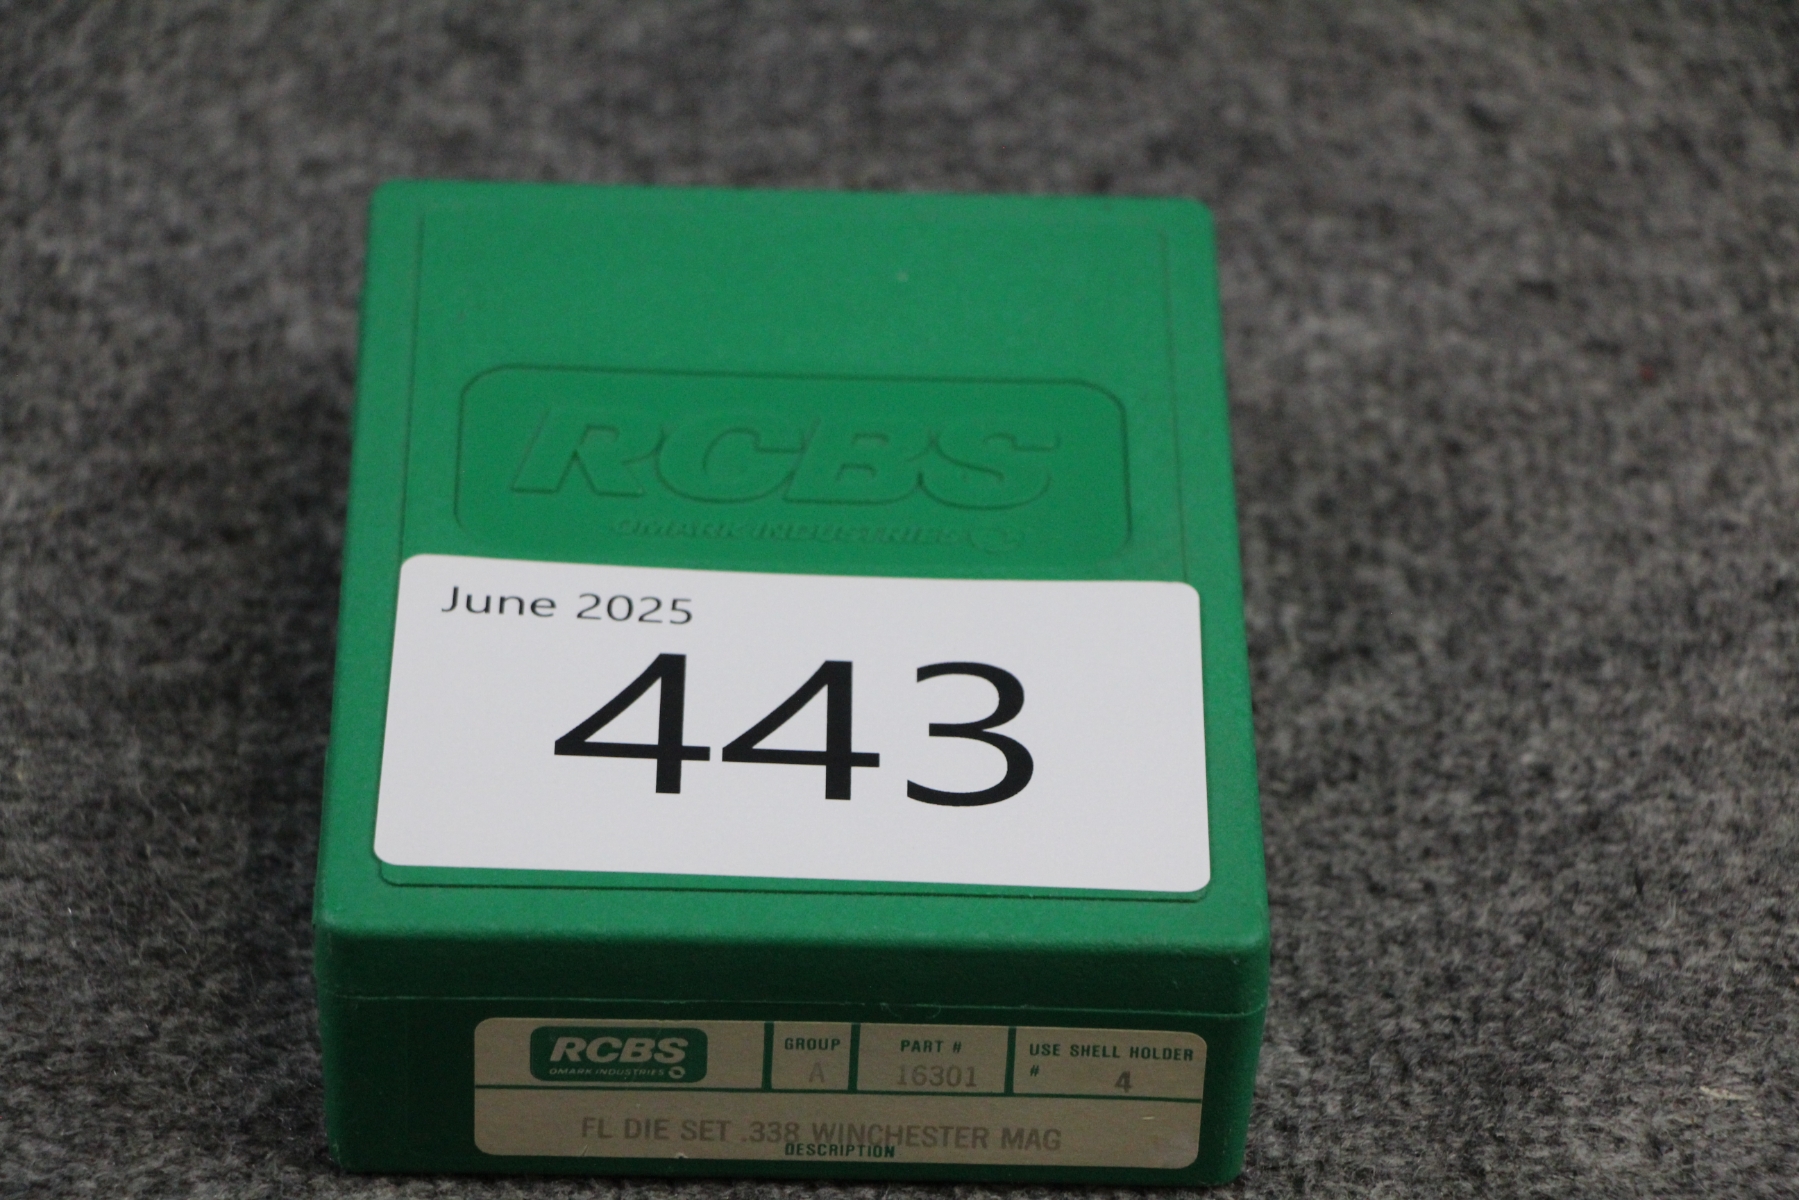 RCBS
OMARK INDUSTRIES
June 2025
443
RCBS
OMARK INDUSTRIES
GROUP
A
PART #
16301
USE SHELL HOLDER
# 4
FL DIE SET .338 WINCHESTER MAG
DESCRIPTION